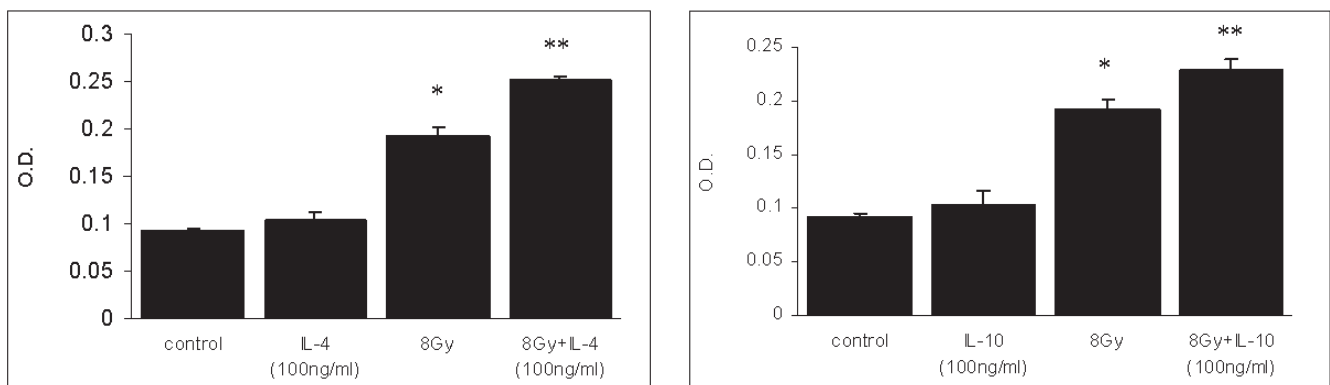 0.3
0.25
0.2
0.15
0.1
0.05
0
O.D.
*
**
control
IL-4
(100ng/ml)
8Gy
8Gy+IL-4
(100ng/ml)
0.25
0.2
0.15
0.1
0.05
0
O.D.
*
**
control
IL-10
(100ng/ml)
8Gy
8Gy+IL-10
(100ng/ml)